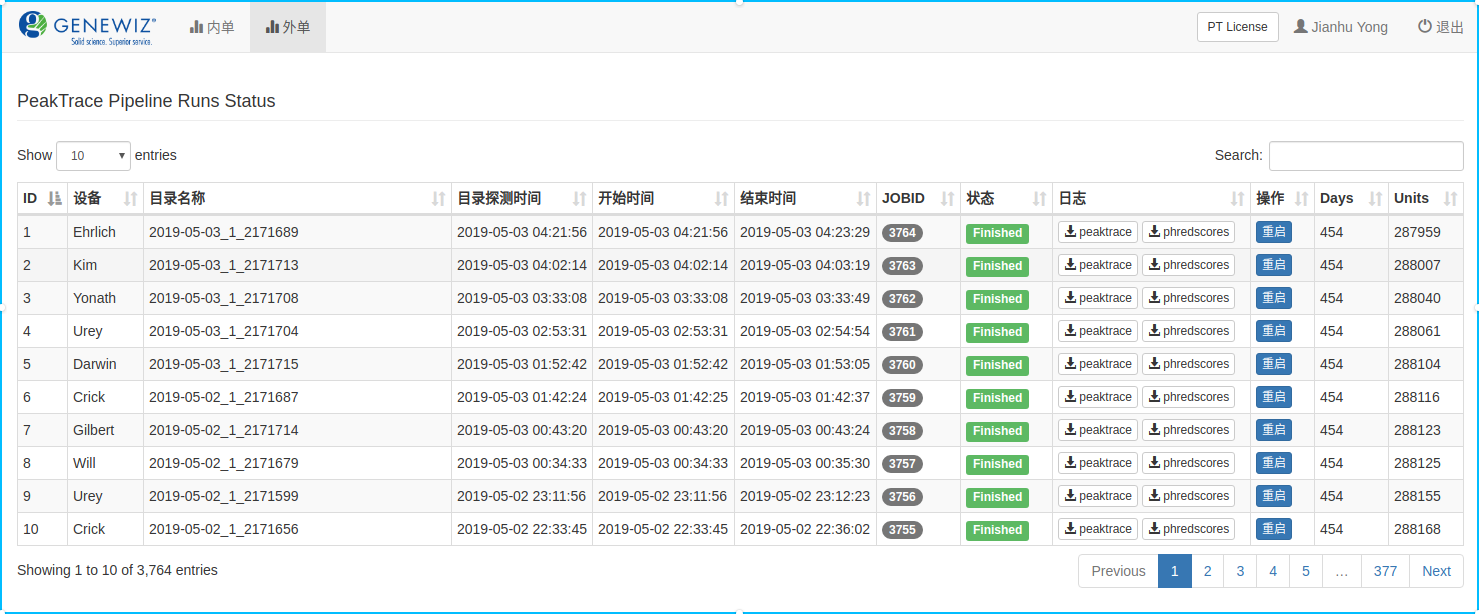 GENEWIZ®
Solid science. Superior service.
内单 外单 PT License Jianhu Yong 退出
PeakTrace Pipeline Runs Status
Show 10 entries Search:
ID 设备 目录名称 目录探测时间 开始时间 结束时间 JOBID 状态 日志 操作 Days Units
1 Ehrlich 2019-05-03_1_2171689 2019-05-03 04:21:56 2019-05-03 04:21:56 2019-05-03 04:23:29 3764 Finished peaktrace phredscores 重启 454 287959
2 Kim 2019-05-03_1_2171713 2019-05-03 04:02:14 2019-05-03 04:02:14 2019-05-03 04:03:19 3763 Finished peaktrace phredscores 重启 454 288007
3 Yonath 2019-05-03_1_2171708 2019-05-03 03:33:08 2019-05-03 03:33:08 2019-05-03 03:33:49 3762 Finished peaktrace phredscores 重启 454 288040
4 Urey 2019-05-03_1_2171704 2019-05-03 02:53:31 2019-05-03 02:53:31 2019-05-03 02:54:54 3761 Finished peaktrace phredscores 重启 454 288061
5 Darwin 2019-05-03_1_2171715 2019-05-03 01:52:42 2019-05-03 01:52:42 2019-05-03 01:53:05 3760 Finished peaktrace phredscores 重启 454 288104
6 Crick 2019-05-02_1_2171687 2019-05-03 01:42:24 2019-05-03 01:42:25 2019-05-03 01:42:37 3759 Finished peaktrace phredscores 重启 454 288116
7 Gilbert 2019-05-02_1_2171714 2019-05-03 00:43:20 2019-05-03 00:43:20 2019-05-03 00:43:24 3758 Finished peaktrace phredscores 重启 454 288123
8 Will 2019-05-02_1_2171679 2019-05-03 00:34:33 2019-05-03 00:34:33 2019-05-03 00:35:30 3757 Finished peaktrace phredscores 重启 454 288125
9 Urey 2019-05-02_1_2171599 2019-05-02 23:11:56 2019-05-02 23:11:56 2019-05-02 23:12:23 3756 Finished peaktrace phredscores 重启 454 288155
10 Crick 2019-05-02_1_2171656 2019-05-02 22:33:45 2019-05-02 22:33:45 2019-05-02 22:36:02 3755 Finished peaktrace phredscores 重启 454 288168
Showing 1 to 10 of 3,764 entries Previous 1 2 3 4 5 … 377 Next